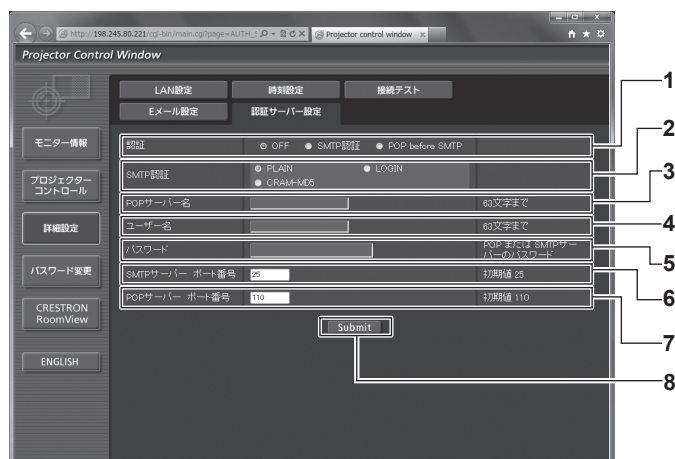 http://198.245.80.221/cgi-bin/main.cgi?page=AUTH_S
Projector control window
Projector Control Window
LAN設定 時刻設定 接続テスト
Eメール設定 認証サーバー設定
モニター情報
プロジェクター
コントロール
詳細設定
パスワード変更
CRESTRON
RoomView
ENGLISH
認証 OFF SMTP認証 POP before SMTP
SMTP認証 PLAIN LOGIN
CRAM-MD5
POPサーバー名 63文字まで
ユーザー名 63文字まで
パスワード POP または SMTPサー
バーのパスワード
SMTPサーバー ポート番号 25 初期値 25
POPサーバー ポート番号 110 初期値 110
Submit
1
2
3
4
5
6
7
8